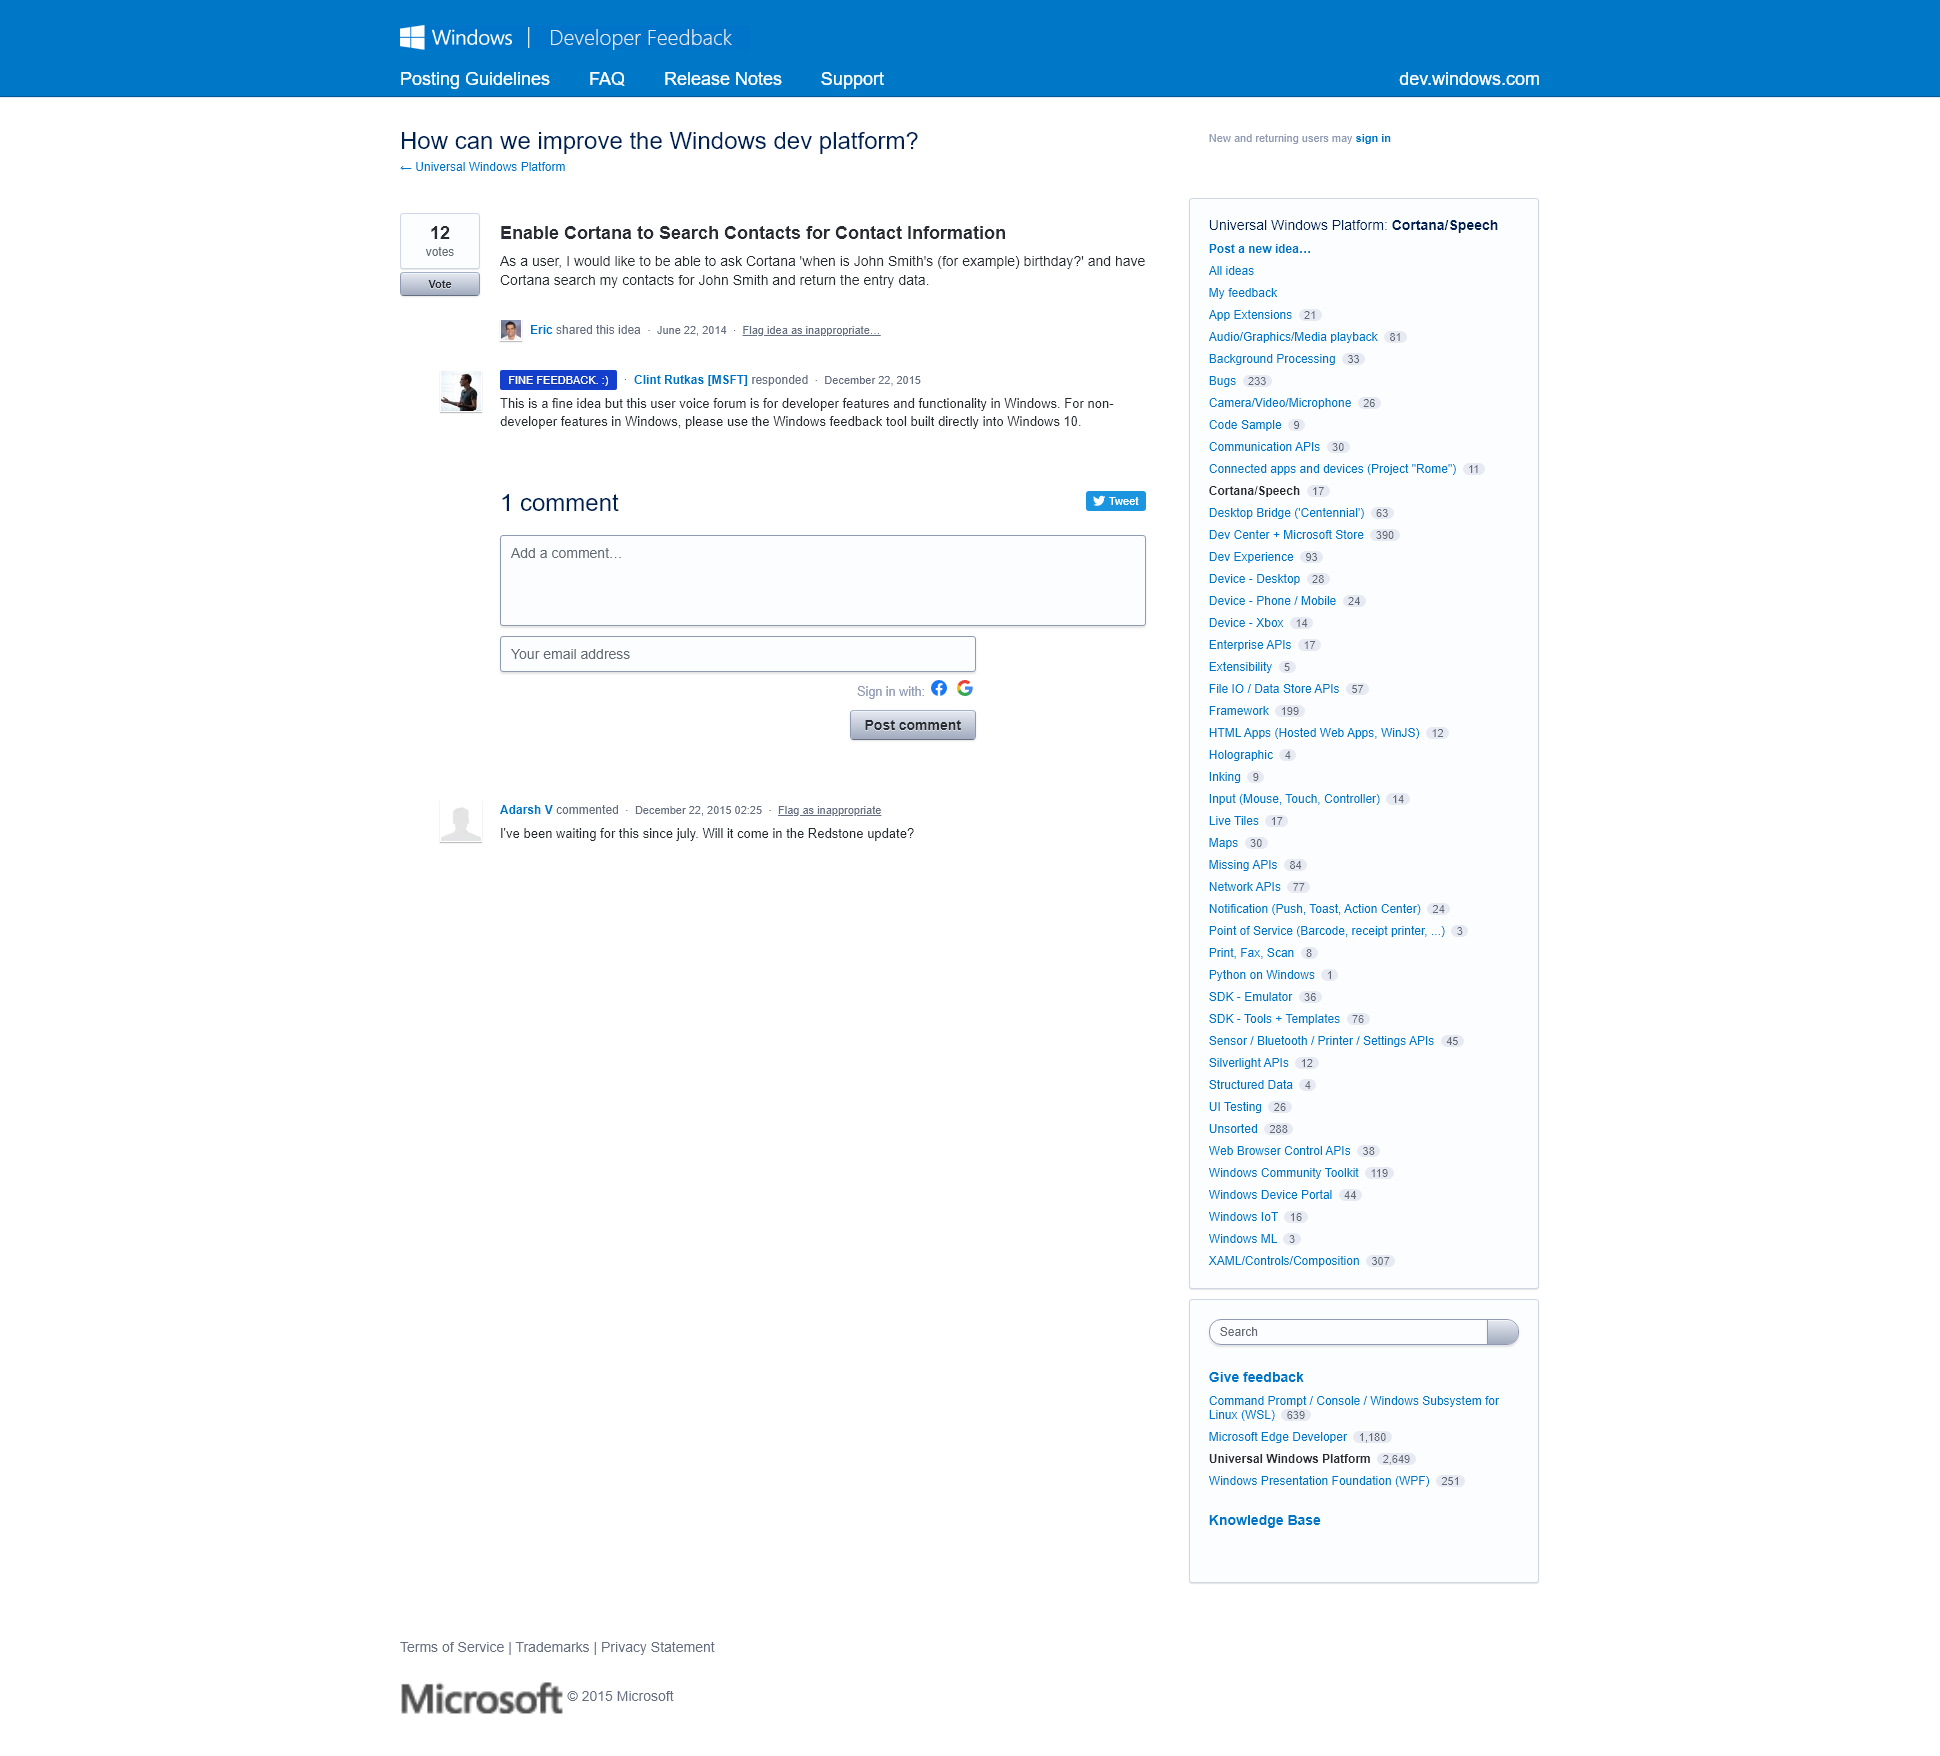 Windows | Developer Feedback
Posting Guidelines FAQ Release Notes Support dev.windows.com
How can we improve the Windows dev platform?
← Universal Windows Platform
New and returning users may sign in
12
votes
Vote
Enable Cortana to Search Contacts for Contact Information
As a user, I would like to be able to ask Cortana 'when is John Smith's (for example) birthday?' and have
Cortana search my contacts for John Smith and return the entry data.
Eric shared this idea · June 22, 2014 · Flag idea as inappropriate…
FINE FEEDBACK. :) · Clint Rutkas [MSFT] responded · December 22, 2015
This is a fine idea but this user voice forum is for developer features and functionality in Windows. For non-
developer features in Windows, please use the Windows feedback tool built directly into Windows 10.
1 comment
Tweet
Add a comment…
Your email address
Sign in with:
Post comment
Adarsh V commented · December 22, 2015 02:25 · Flag as inappropriate
I've been waiting for this since july. Will it come in the Redstone update?
Universal Windows Platform: Cortana/Speech
Post a new idea…
All ideas
My feedback
App Extensions 21
Audio/Graphics/Media playback 81
Background Processing 33
Bugs 233
Camera/Video/Microphone 26
Code Sample 9
Communication APIs 30
Connected apps and devices (Project "Rome") 11
Cortana/Speech 17
Desktop Bridge ('Centennial') 63
Dev Center + Microsoft Store 390
Dev Experience 93
Device - Desktop 28
Device - Phone / Mobile 24
Device - Xbox 14
Enterprise APIs 17
Extensibility 5
File IO / Data Store APIs 57
Framework 199
HTML Apps (Hosted Web Apps, WinJS) 12
Holographic 4
Inking 9
Input (Mouse, Touch, Controller) 14
Live Tiles 17
Maps 30
Missing APIs 84
Network APIs 77
Notification (Push, Toast, Action Center) 24
Point of Service (Barcode, receipt printer, ...) 3
Print, Fax, Scan 8
Python on Windows 1
SDK - Emulator 36
SDK - Tools + Templates 76
Sensor / Bluetooth / Printer / Settings APIs 45
Silverlight APIs 12
Structured Data 4
UI Testing 26
Unsorted 288
Web Browser Control APIs 38
Windows Community Toolkit 119
Windows Device Portal 44
Windows IoT 16
Windows ML 3
XAML/Controls/Composition 307
Search
Give feedback
Command Prompt / Console / Windows Subsystem for
Linux (WSL) 639
Microsoft Edge Developer 1,180
Universal Windows Platform 2,649
Windows Presentation Foundation (WPF) 251
Knowledge Base
Terms of Service | Trademarks | Privacy Statement
Microsoft © 2015 Microsoft